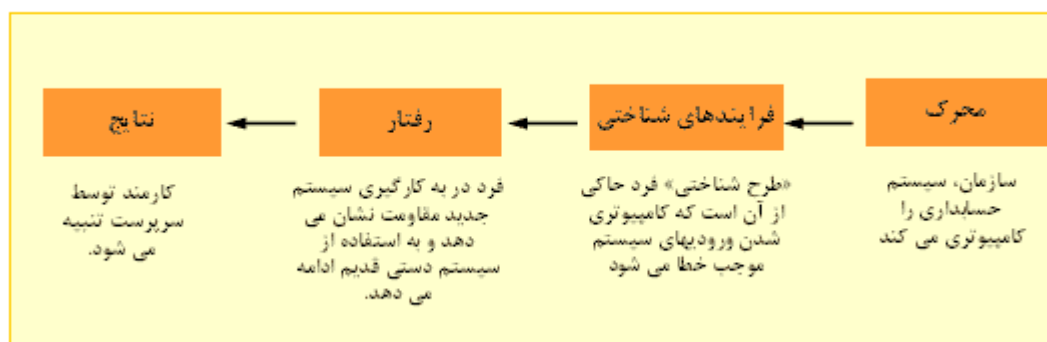 محرک
فرایندهای شناختی
رفتار
نتایج
سازمان، سیستم
حسابداری را
کامپیوتری می کند
«طرح شناختی» فرد حاکی
از آن است که کامپیوتری
شدن ورودیهای سیستم
موجب خطا می شود
فرد در به کارگیری سیستم
جدید مقاومت نشان می
دهد و به استفاده از
سیستم دستی قدیم ادامه
می دهد.
کارمند توسط
سرپرست تنبیه
می شود.